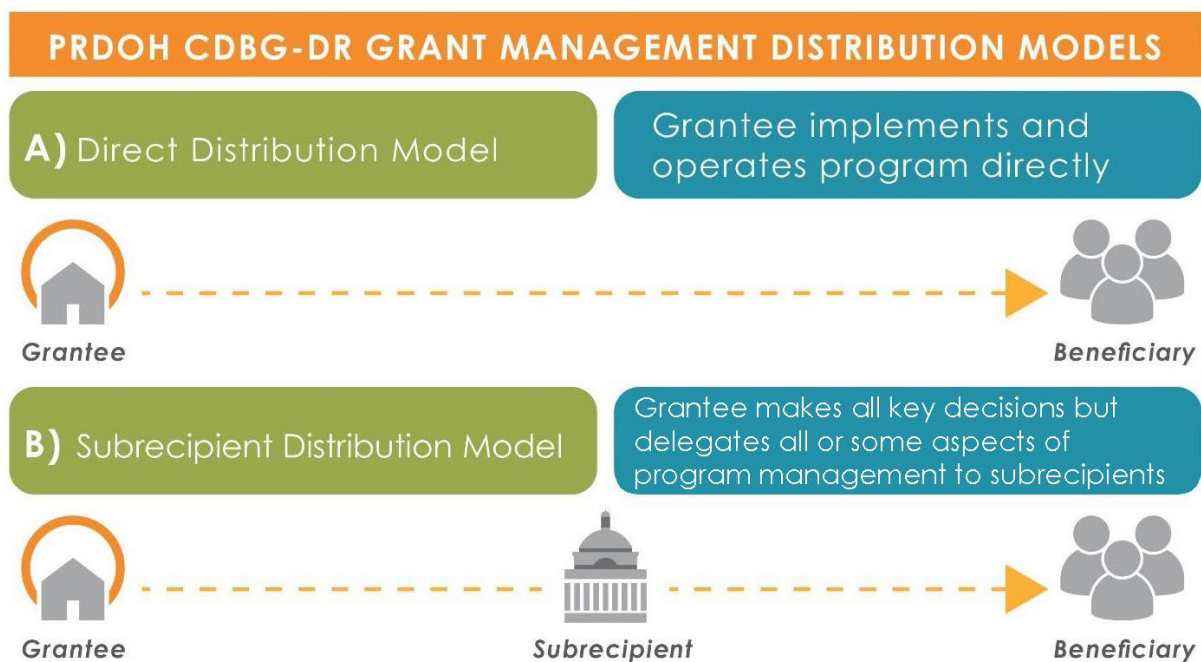 PRDOH CDBG-DR GRANT MANAGEMENT DISTRIBUTION MODELS
A) Direct Distribution Model
Grantee implements and
operates program directly
Grantee
Beneficiary
B) Subrecipient Distribution Model
Grantee makes all key decisions but
delegates all or some aspects of
program management to subrecipients
Grantee
Subrecipient
Beneficiary